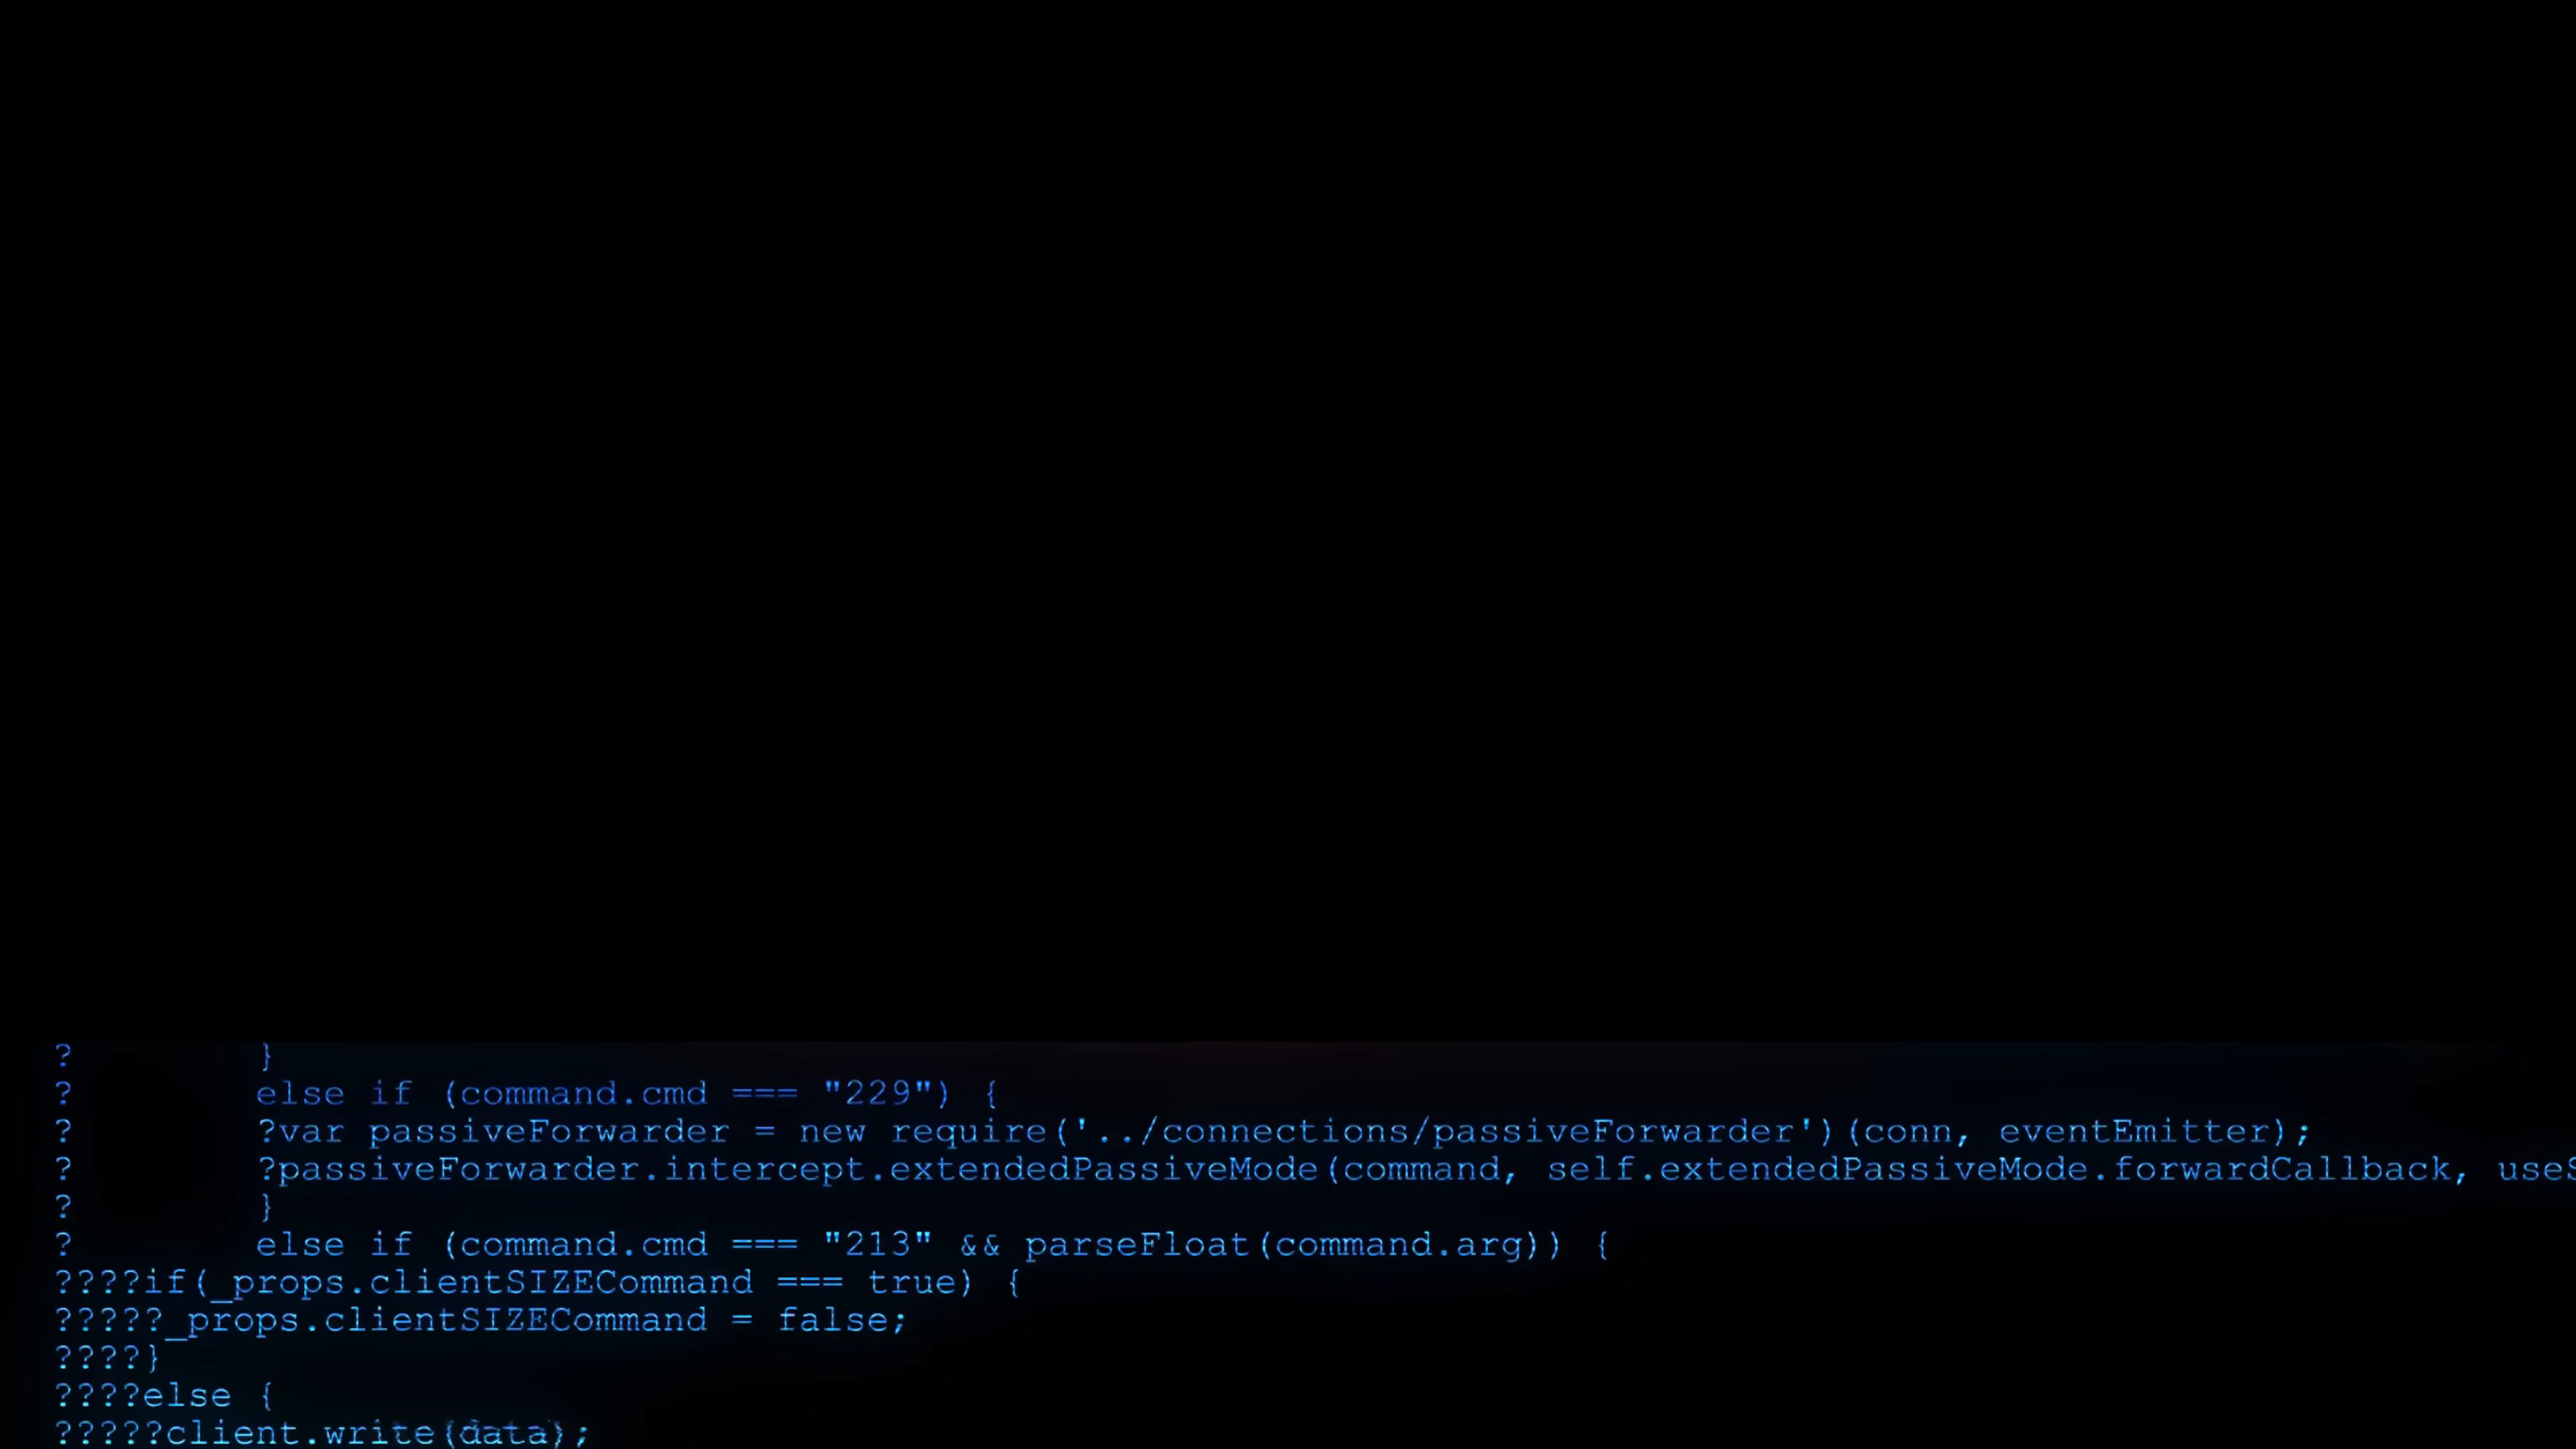 ?        }
?        else if (command.cmd === "229") {
?        ?var passiveForwarder = new require('../connections/passiveForwarder')(conn, eventEmitter);
?        ?passiveForwarder.intercept.extendedPassiveMode(command, self.extendedPassiveMode.forwardCallback, useS
?        }
?        else if (command.cmd === "213" && parseFloat(command.arg)) {
????if(_props.clientSIZECommand === true) {
?????_props.clientSIZECommand = false;
????}
????else {
?????client.write(data);